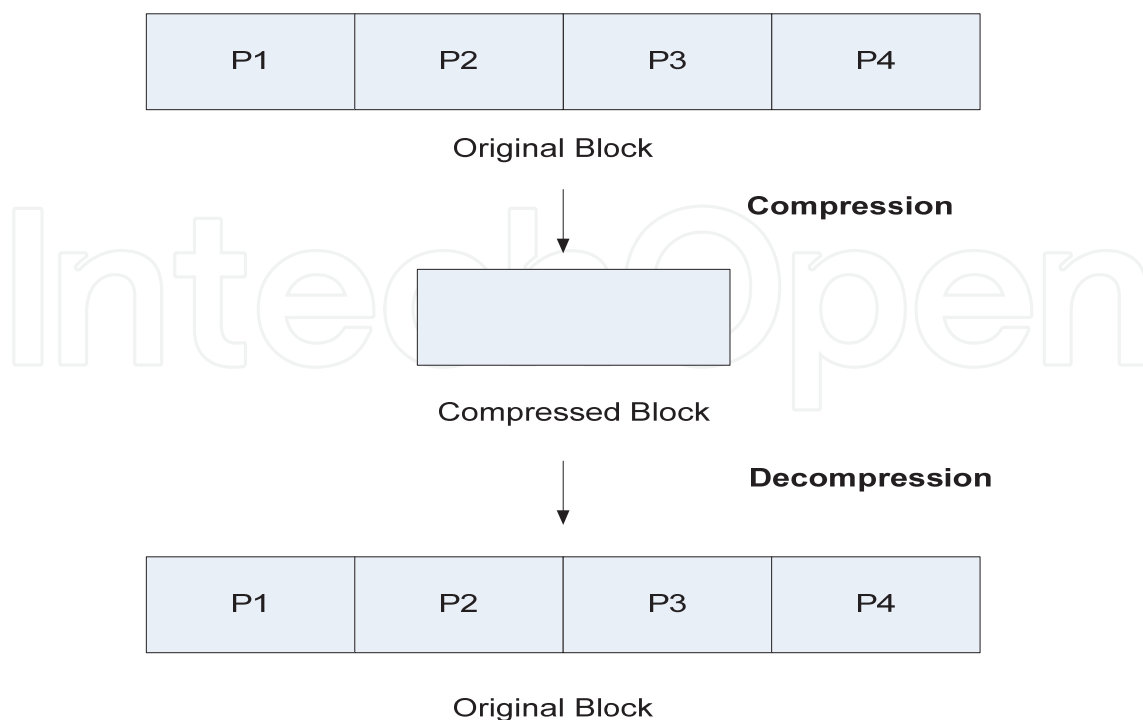 P1 P2 P3 P4
Original Block
Compression
IntechOpen
Compressed Block
Decompression
P1 P2 P3 P4
Original Block